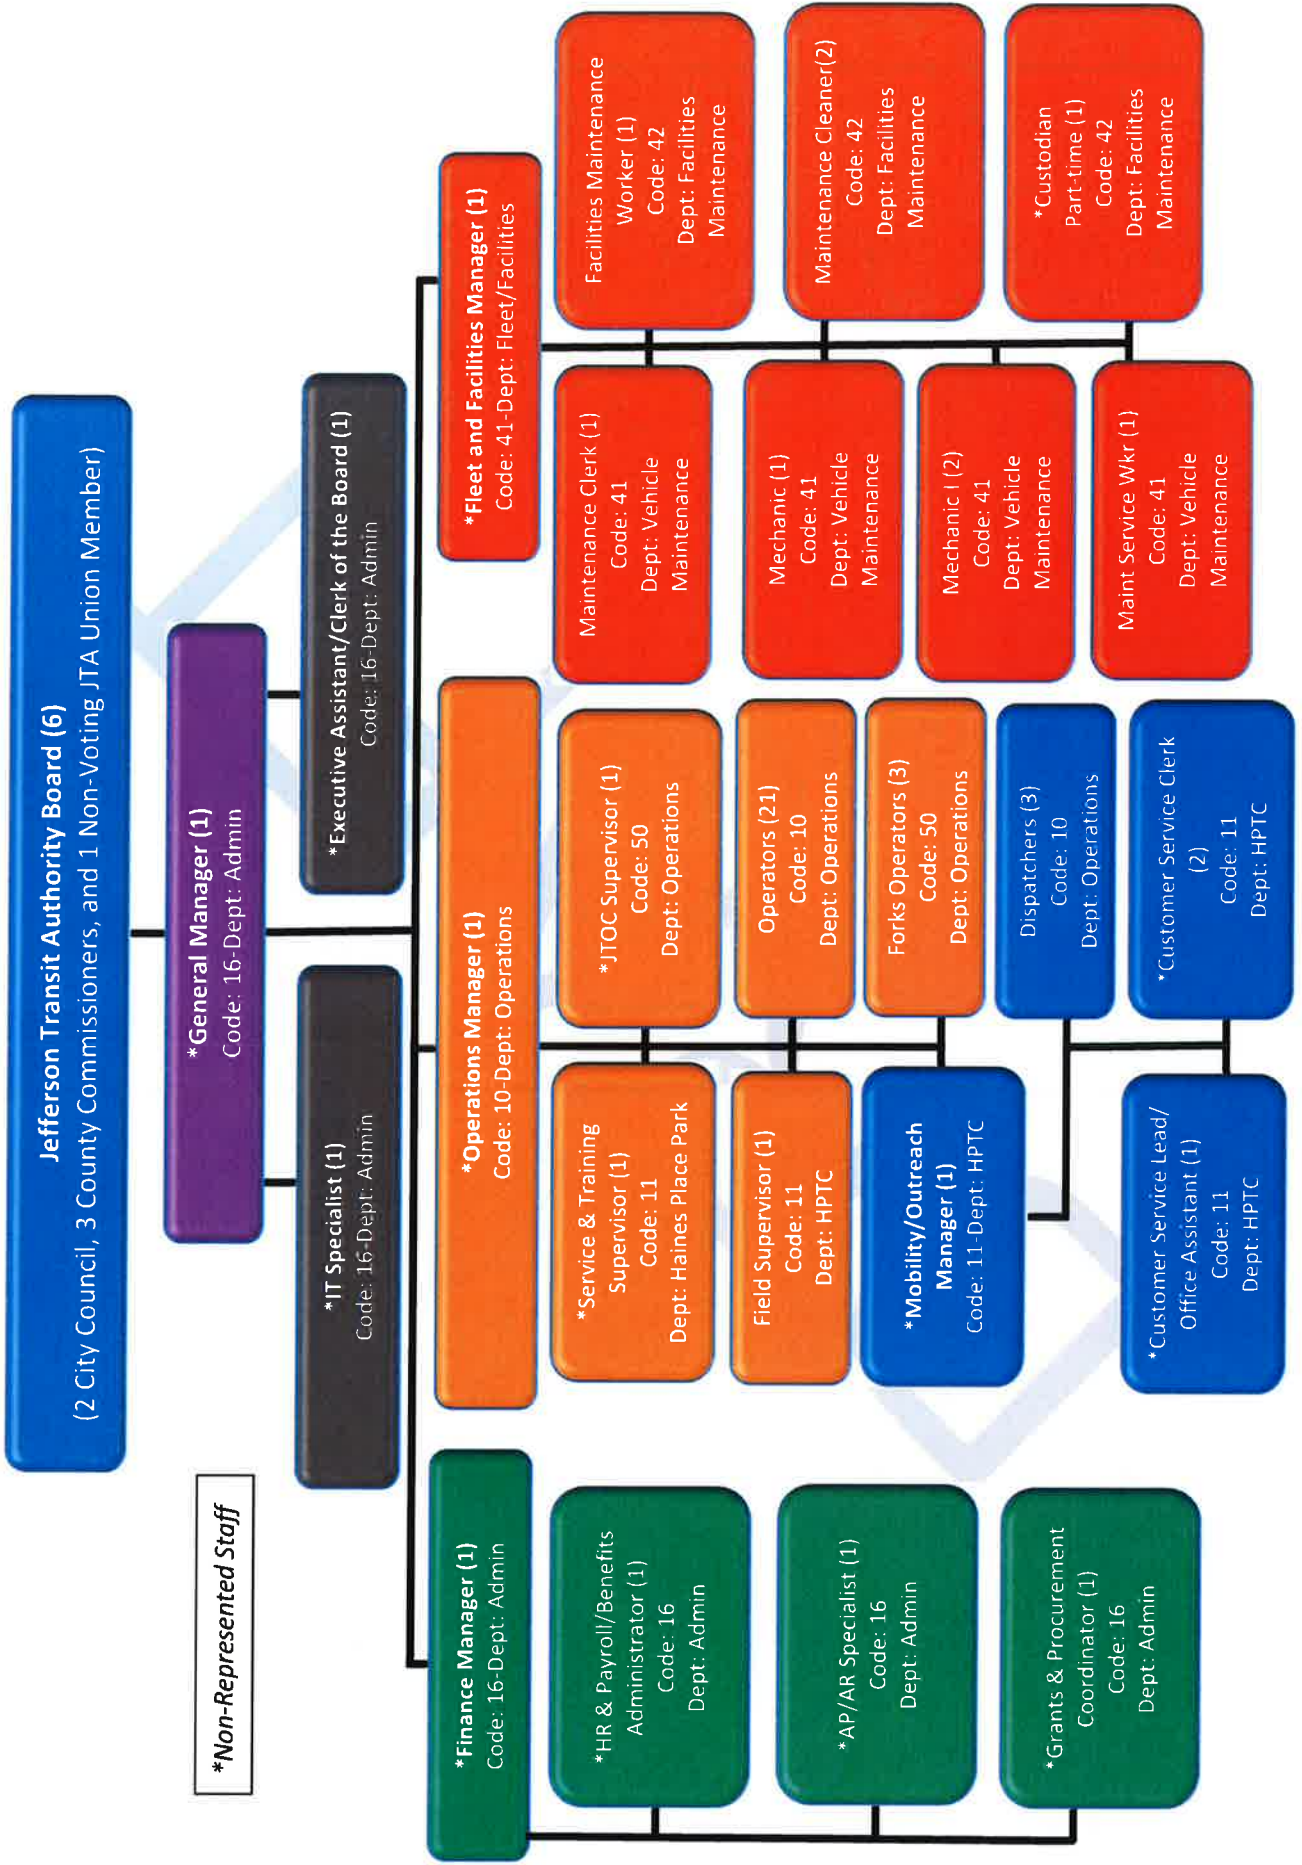 Jefferson Transit Authority Board (6)
(2 City Council, 3 County Commissioners, and 1 Non-Voting JTA Union Member)
*Non-Represented Staff
*General Manager (1)
Code: 16-Dept: Admin
*IT Specialist (1)
Code: 16-Dept: Admin
*Executive Assistant/Clerk of the Board (1)
Code: 16-Dept: Admin
*Finance Manager (1)
Code: 16-Dept: Admin
*HR & Payroll/Benefits
Administrator (1)
Code: 16
Dept: Admin
*AP/AR Specialist (1)
Code: 16
Dept: Admin
*Grants & Procurement
Coordinator (1)
Code: 16
Dept: Admin
*Operations Manager (1)
Code: 10-Dept: Operations
*Service & Training
Supervisor (1)
Code: 11
Dept: Haines Place Park
*JTOC Supervisor (1)
Code: 50
Dept: Operations
Field Supervisor (1)
Code: 11
Dept: HPTC
Operators (21)
Code: 10
Dept: Operations
*Mobility/Outreach
Manager (1)
Code: 11-Dept: HPTC
Forks Operators (3)
Code: 50
Dept: Operations
Dispatchers (3)
Code: 10
Dept: Operations
*Customer Service Lead/
Office Assistant (1)
Code: 11
Dept: HPTC
*Customer Service Clerk
(2)
Code: 11
Dept: HPTC
*Fleet and Facilities Manager (1)
Code: 41-Dept: Fleet/Facilities
Maintenance Clerk (1)
Code: 41
Dept: Vehicle
Maintenance
Facilities Maintenance
Worker (1)
Code: 42
Dept: Facilities
Maintenance
Mechanic (1)
Code: 41
Dept: Vehicle
Maintenance
Maintenance Cleaner(2)
Code: 42
Dept: Facilities
Maintenance
Mechanic I (2)
Code: 41
Dept: Vehicle
Maintenance
Maint Service Wkr (1)
Code: 41
Dept: Vehicle
Maintenance
*Custodian
Part-time (1)
Code: 42
Dept: Facilities
Maintenance